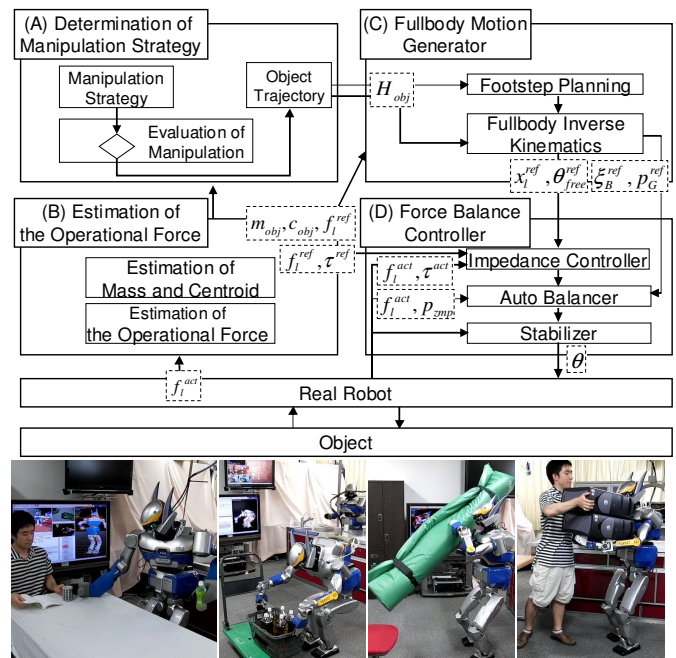 (A) Determination of
Manipulation Strategy
Manipulation
Strategy
Evaluation of
Manipulation
Object
Trajectory
H_obj
(C) Fullbody Motion
Generator
Footstep Planning
Fullbody Inverse
Kinematics
x_l^ref, θ_free^ref
ξ_B^ref, p_G^ref
(B) Estimation of
the Operational Force
m_obj, c_obj, f_l^ref
f_l^ref, τ^ref
Estimation of
Mass and Centroid
Estimation of
the Operational Force
f_l^act
(D) Force Balance
Controller
f_l^act, τ^act
Impedance Controller
f_l^act, p_zmp
Auto Balancer
Stabilizer
θ
Real Robot
Object